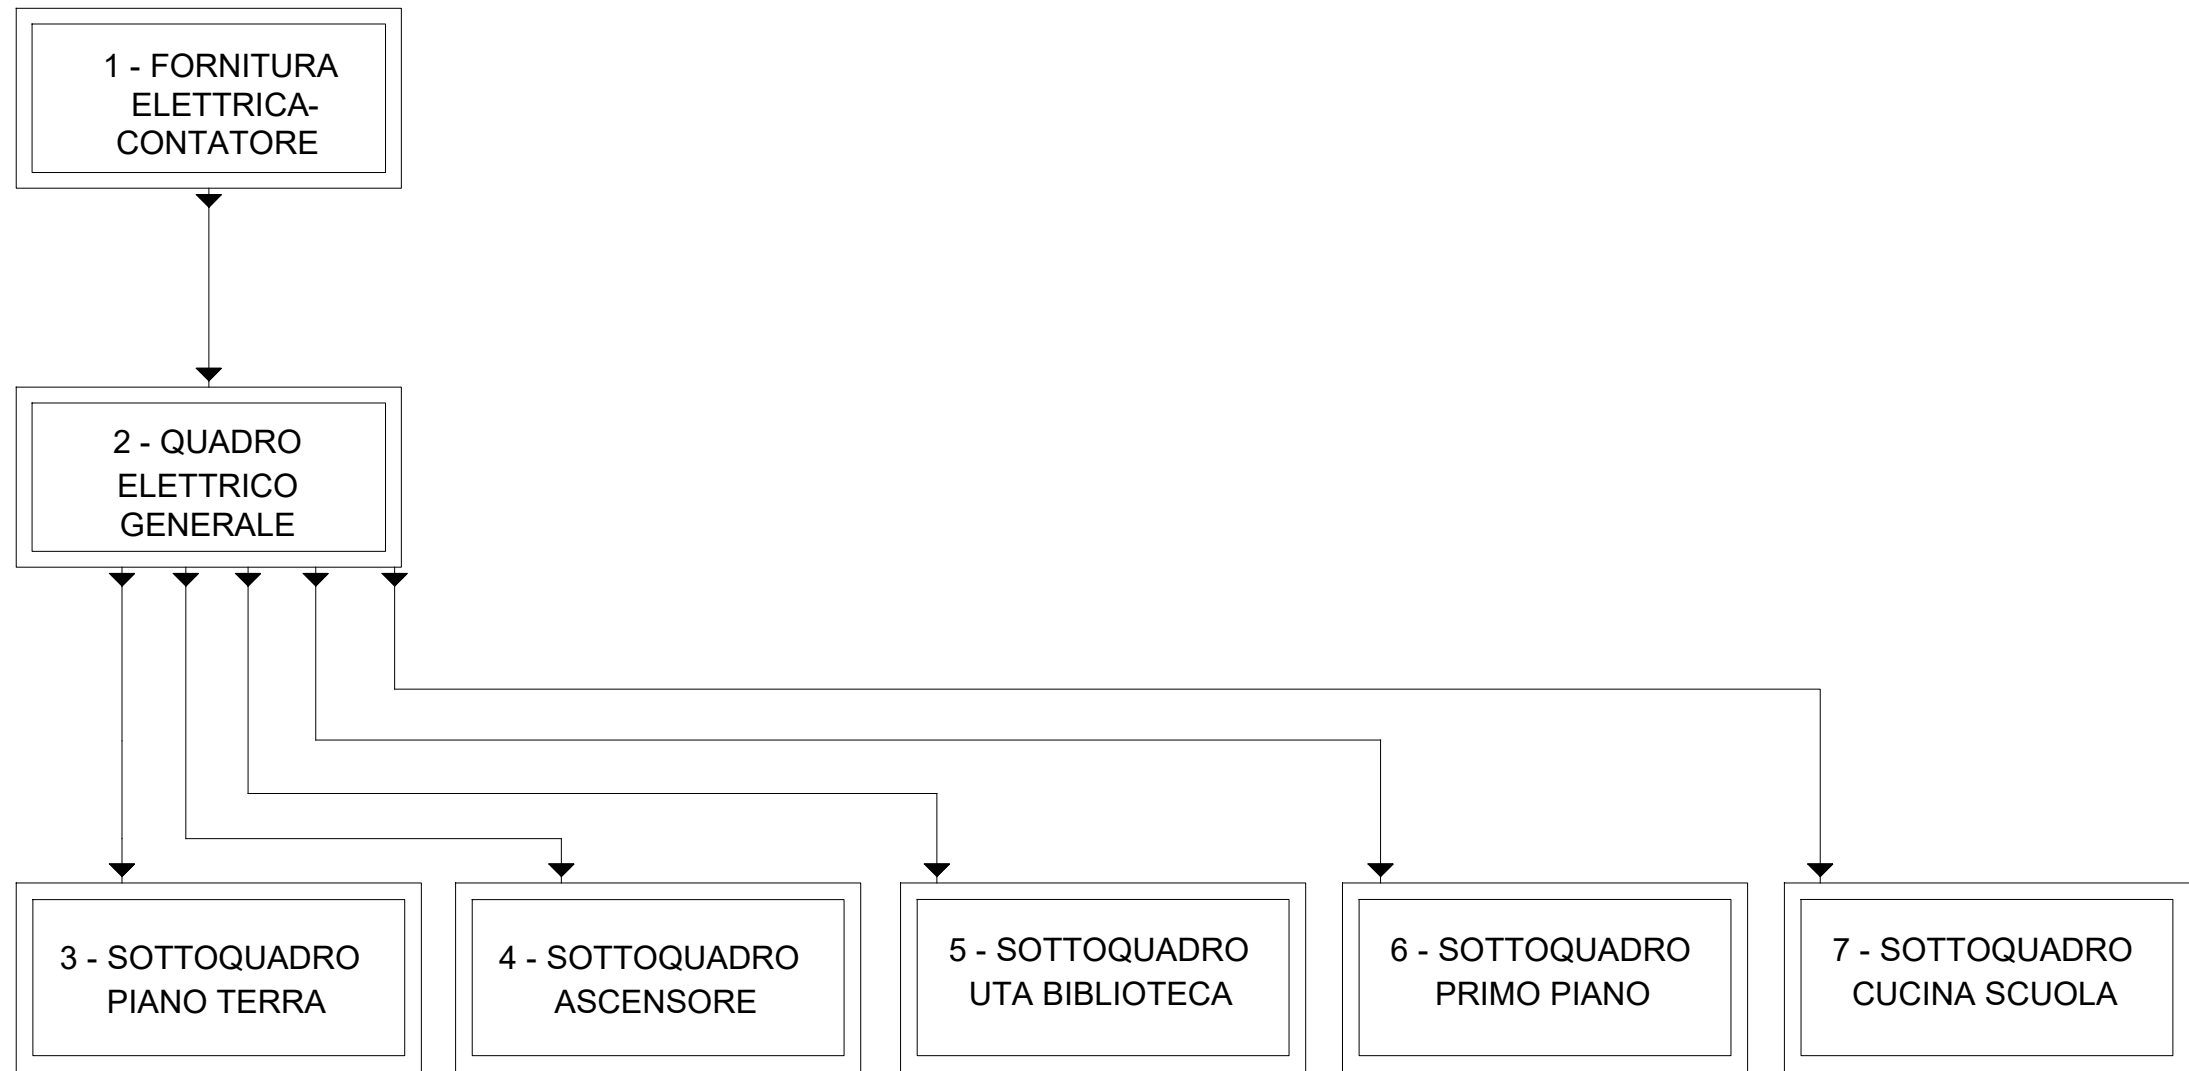 1 - FORNITURA
ELETTRICA-
CONTATORE
2 - QUADRO
ELETTRICO
GENERALE
3 - SOTTOQUADRO
PIANO TERRA
4 - SOTTOQUADRO
ASCENSORE
5 - SOTTOQUADRO
UTA BIBLIOTECA
6 - SOTTOQUADRO
PRIMO PIANO
7 - SOTTOQUADRO
CUCINA SCUOLA